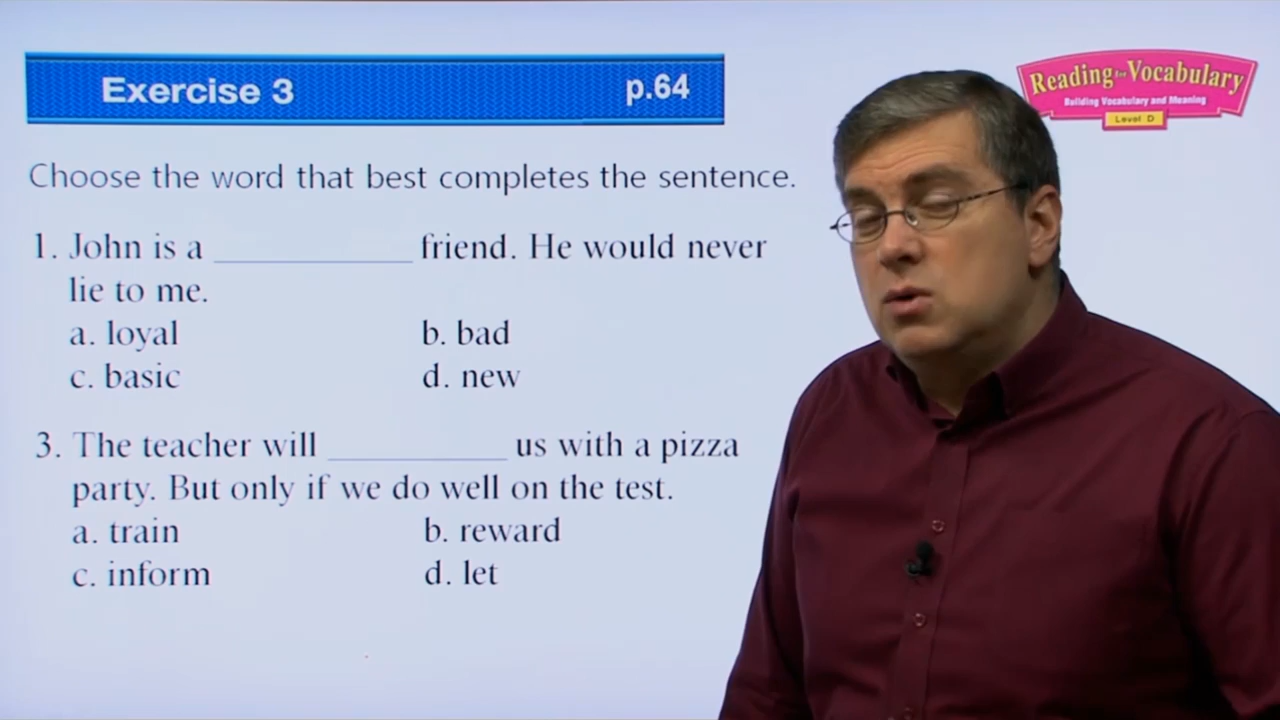 Exercise 3 p.64
Reading for Vocabulary
Building Vocabulary and Meaning
Level D
Choose the word that best completes the sentence.
1. John is a ____________ friend. He would never
lie to me.
a. loyal b. bad
c. basic d. new
3. The teacher will ___________ us with a pizza
party. But only if we do well on the test.
a. train b. reward
c. inform d. let